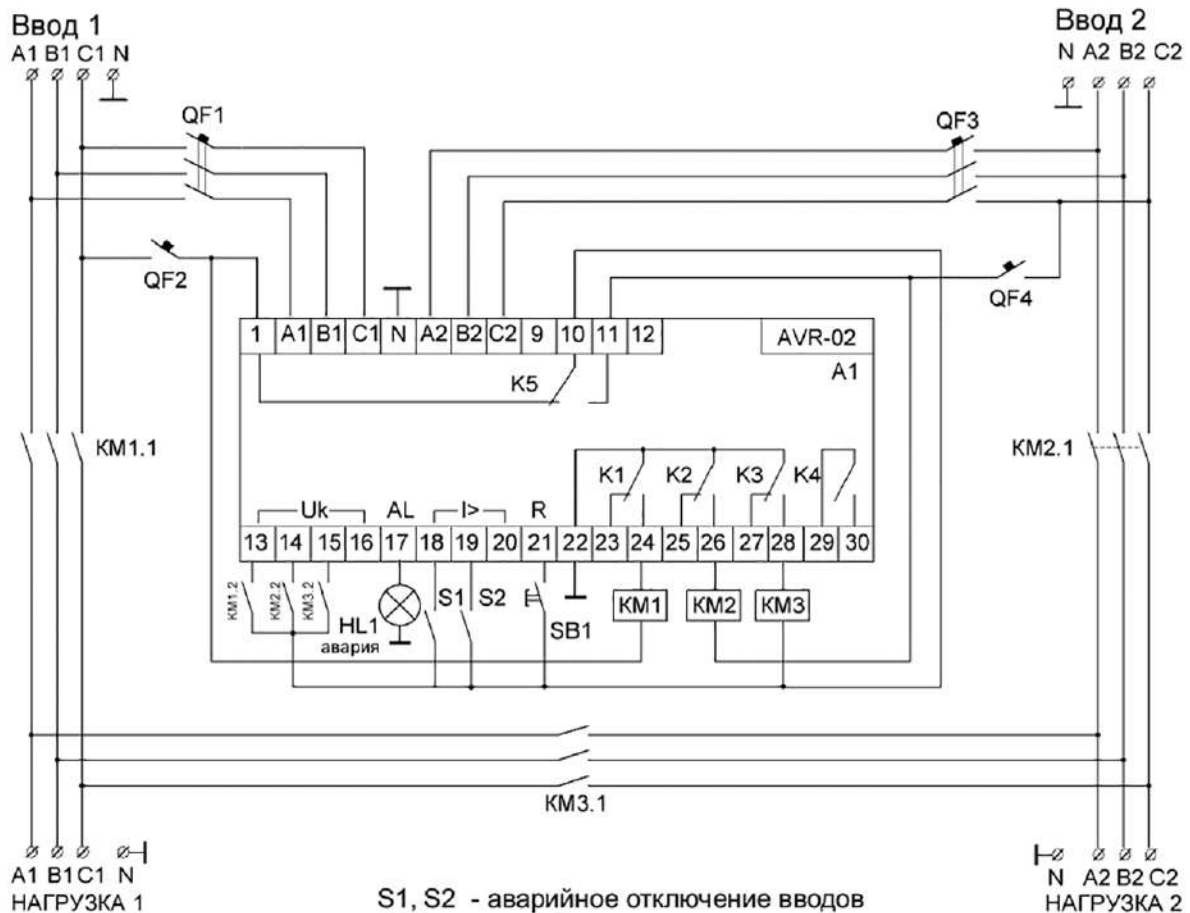 Ввод 1
A1 B1 C1 N
Ввод 2
N A2 B2 C2
QF1
QF3
QF2
QF4
1 A1 B1 C1 N A2 B2 C2 9 10 11 12
AVR-02
A1
K5
KM1.1
KM2.1
K1 K2 K3 K4
Uk AL I> R
13 14 15 16 17 18 19 20 21 22 23 24 25 26 27 28 29 30
KM1.2 KM2.2 KM3.2
S1 S2
KM1 KM2 KM3
HL1
авария
SB1
KM3.1
A1 B1 C1 N
НАГРУЗКА 1
N A2 B2 C2
НАГРУЗКА 2
S1, S2 - аварийное отключение вводов